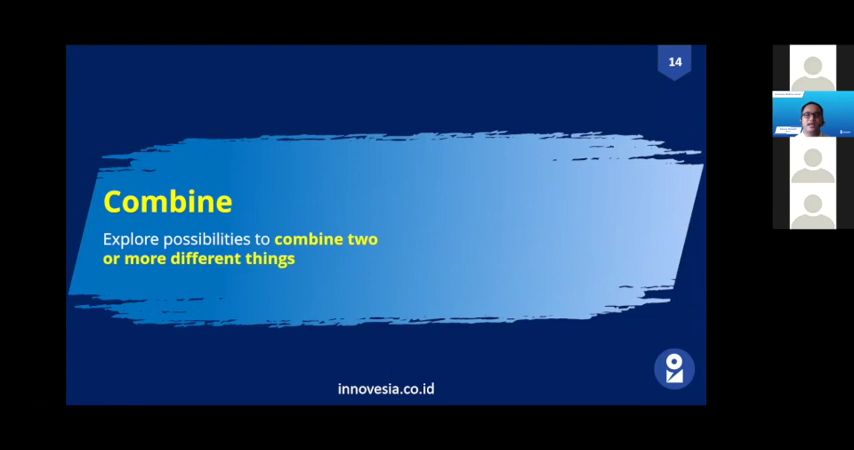 14
Combine
Explore possibilities to combine two
or more different things
innovesia.co.id